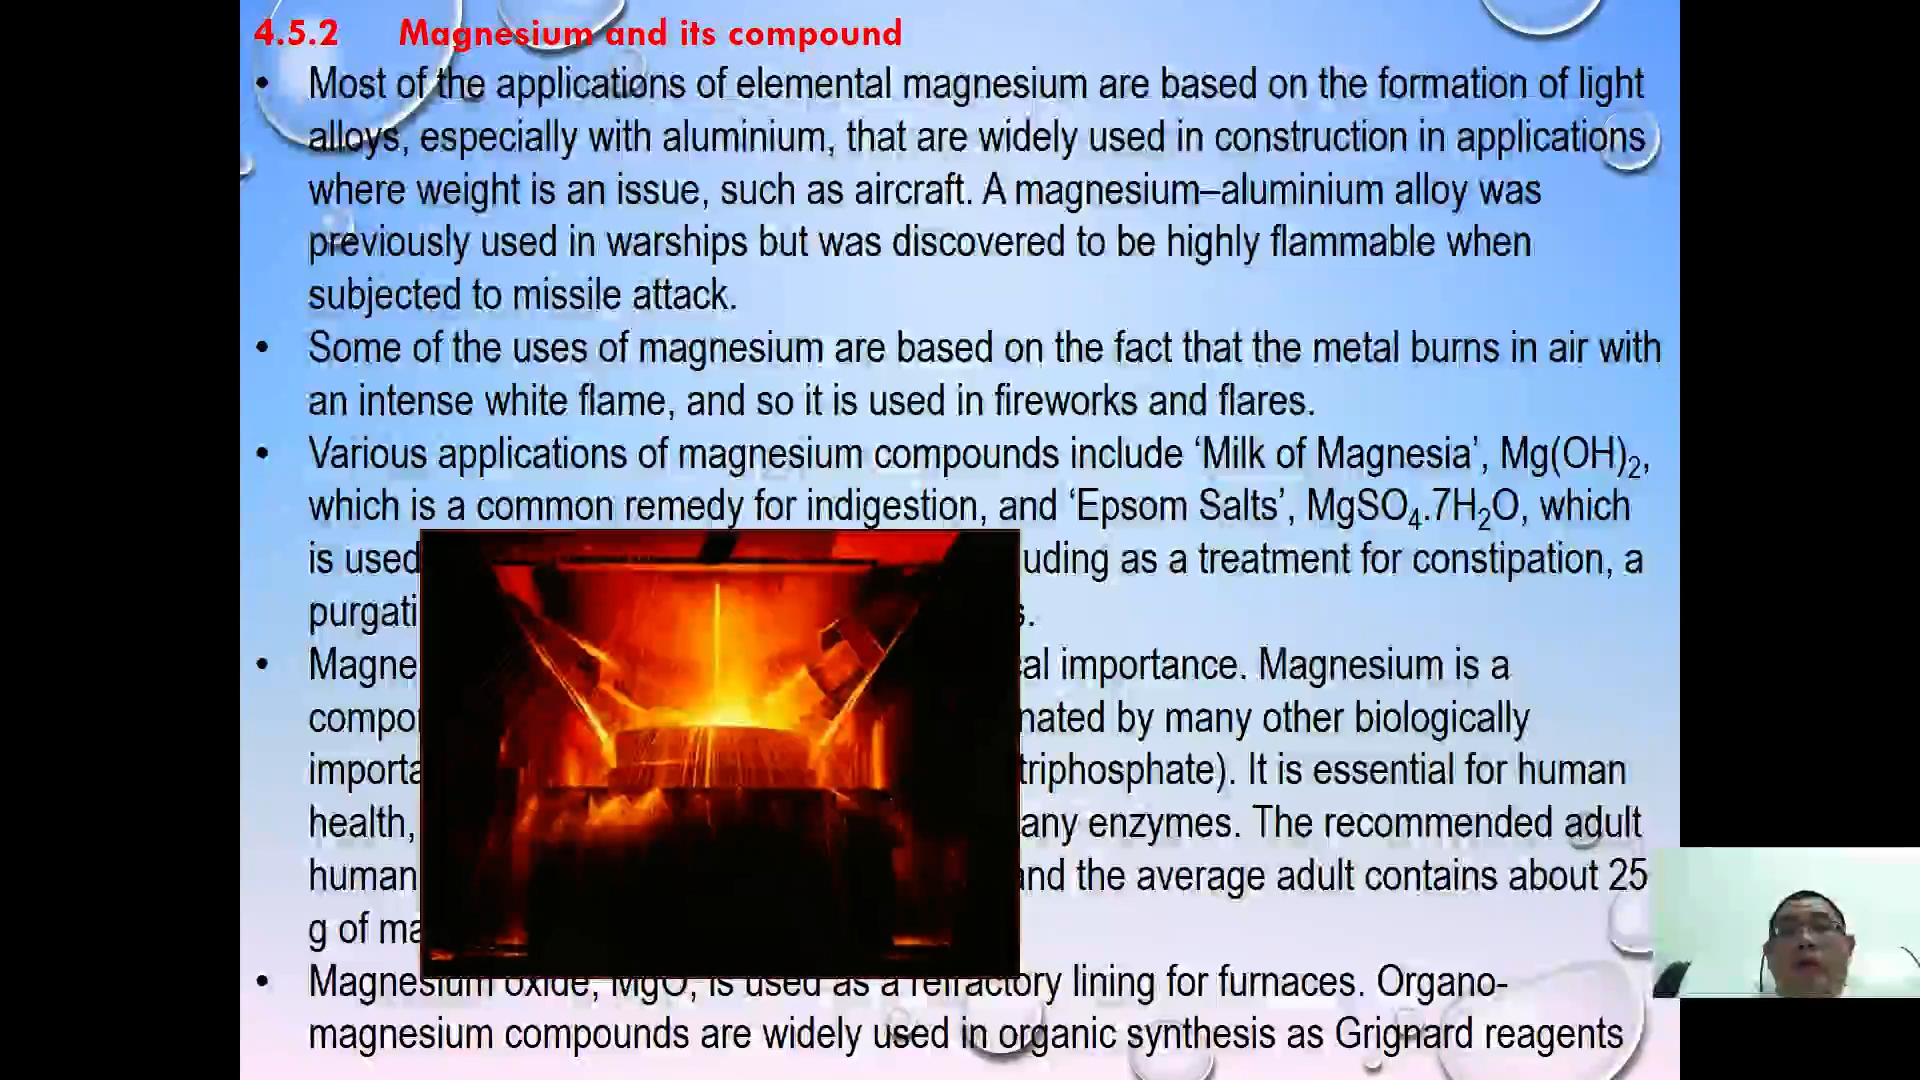 4.5.2 Magnesium and its compound
• Most of the applications of elemental magnesium are based on the formation of light
alloys, especially with aluminium, that are widely used in construction in applications
where weight is an issue, such as aircraft. A magnesium–aluminium alloy was
previously used in warships but was discovered to be highly flammable when
subjected to missile attack.
• Some of the uses of magnesium are based on the fact that the metal burns in air with
an intense white flame, and so it is used in fireworks and flares.
• Various applications of magnesium compounds include ‘Milk of Magnesia’, Mg(OH)₂,
which is a common remedy for indigestion, and ‘Epsom Salts’, MgSO₄.7H₂O, which
is used uding as a treatment for constipation, a
purgati s.
• Magne al importance. Magnesium is a
compo nated by many other biologically
importa triphosphate). It is essential for human
health, any enzymes. The recommended adult
human and the average adult contains about 25
g of ma
• Magnesium oxide, MgO, is used as a refractory lining for furnaces. Organo-
magnesium compounds are widely used in organic synthesis as Grignard reagents